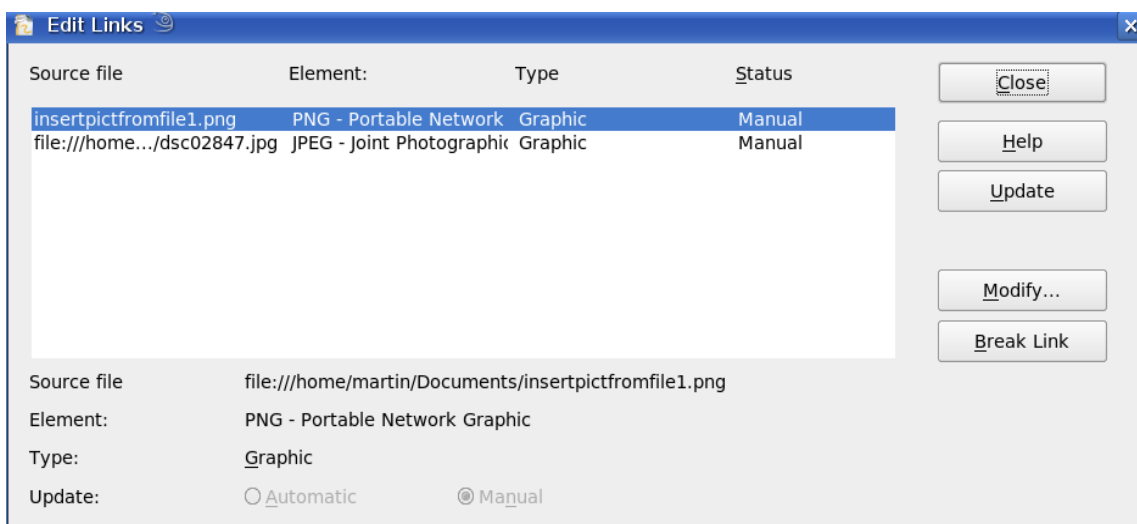 Edit Links
Source file Element: Type Status
Close
insertpictfromfile1.png PNG - Portable Network Graphic Manual
file:///home.../dsc02847.jpg JPEG - Joint Photographic Graphic Manual
Help
Update
Modify...
Break Link
Source file file:///home/martin/Documents/insertpictfromfile1.png
Element: PNG - Portable Network Graphic
Type: Graphic
Update: Automatic Manual